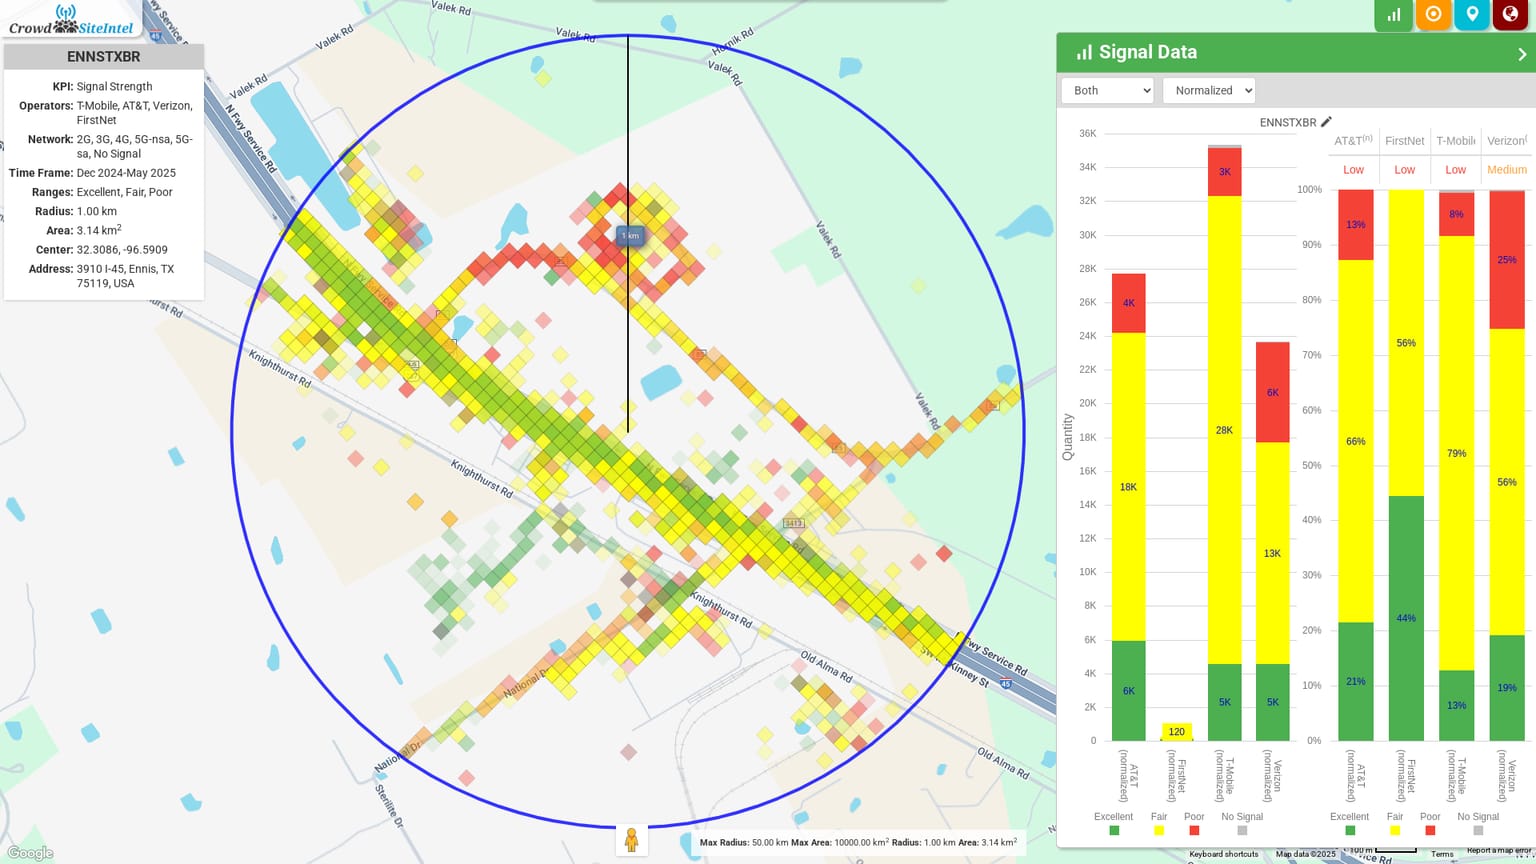 CrowdSiteIntel
ENNSTXBR
KPI: Signal Strength
Operators: T-Mobile, AT&T, Verizon,
FirstNet
Network: 2G, 3G, 4G, 5G-nsa, 5G-
sa, No Signal
Time Frame: Dec 2024-May 2025
Ranges: Excellent, Fair, Poor
Radius: 1.00 km
Area: 3.14 km²
Center: 32.3086, -96.5909
Address: 3910 I-45, Ennis, TX
75119, USA
Valek Rd
Valek Rd
Valek Rd
Valek Rd
Hornik Rd
Valek Rd
Valek Rd
Valek Rd
45
N Fwy Service Rd
1 km
Knighthurst Rd
Knighthurst Rd
Knighthurst Rd
3413
Fwy Service Rd
Kinney St
45
Old Alma Rd
Old Alma Rd
National Dr
National Dr
Sterilite Dr
Google
Max Radius: 50.00 km Max Area: 10000.00 km² Radius: 1.00 km Area: 3.14 km²
Signal Data
Both
Normalized
ENNSTXBR
36K
34K
32K
30K
28K
26K
24K
22K
20K
18K
16K
14K
12K
10K
8K
6K
4K
2K
0
Quantity
4K
18K
6K
120
3K
28K
5K
6K
13K
5K
AT&T (normalized)
FirstNet (normalized)
T-Mobile (normalized)
Verizon (normalized)
Excellent Fair Poor No Signal
AT&T(n) FirstNet T-Mobile Verizon(
Low Low Low Medium
100%
90%
80%
70%
60%
50%
40%
30%
20%
10%
0%
13%
66%
21%
56%
44%
8%
79%
13%
25%
56%
19%
AT&T (normalized)
FirstNet (normalized)
T-Mobile (normalized)
Verizon (normalized)
Excellent Fair Poor No Signal
Keyboard shortcuts Map data ©2025 100 m Terms Report a map error